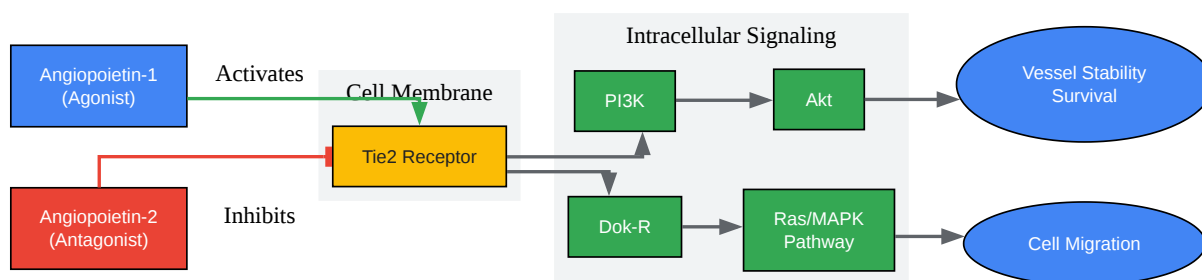 Intracellular Signaling
Angiopoietin-1
(Agonist)
Activates
Cell Membrane
PI3K
Akt
Vessel Stability
Survival
Tie2 Receptor
Angiopoietin-2
(Antagonist)
Inhibits
Dok-R
Ras/MAPK
Pathway
Cell Migration